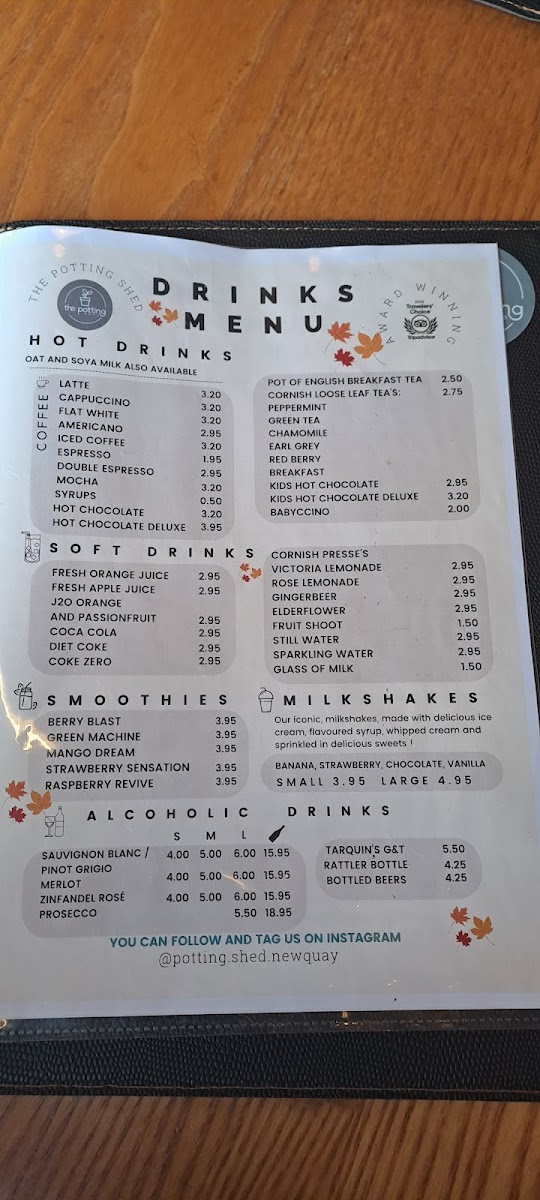 THE POTTING SHED
the potting
DRINKS
MENU
AWARD WINNING
2023
Travelers'
Choice
Tripadvisor
HOT DRINKS
OAT AND SOYA MILK ALSO AVAILABLE
COFFEE
LATTE 3.20
CAPPUCCINO 3.20
FLAT WHITE 3.20
AMERICANO 2.95
ICED COFFEE 3.20
ESPRESSO 1.95
DOUBLE ESPRESSO 2.95
MOCHA 3.20
SYRUPS 0.50
HOT CHOCOLATE 3.20
HOT CHOCOLATE DELUXE 3.95
POT OF ENGLISH BREAKFAST TEA 2.50
CORNISH LOOSE LEAF TEA'S: 2.75
PEPPERMINT
GREEN TEA
CHAMOMILE
EARL GREY
RED BERRY
BREAKFAST
KIDS HOT CHOCOLATE 2.95
KIDS HOT CHOCOLATE DELUXE 3.20
BABYCCINO 2.00
SOFT DRINKS
FRESH ORANGE JUICE 2.95
FRESH APPLE JUICE 2.95
J2O ORANGE
AND PASSIONFRUIT 2.95
COCA COLA 2.95
DIET COKE 2.95
COKE ZERO 2.95
CORNISH PRESSE'S
VICTORIA LEMONADE 2.95
ROSE LEMONADE 2.95
GINGERBEER 2.95
ELDERFLOWER 2.95
FRUIT SHOOT 1.50
STILL WATER 2.95
SPARKLING WATER 2.95
GLASS OF MILK 1.50
SMOOTHIES
BERRY BLAST 3.95
GREEN MACHINE 3.95
MANGO DREAM 3.95
STRAWBERRY SENSATION 3.95
RASPBERRY REVIVE 3.95
MILKSHAKES
Our iconic, milkshakes, made with delicious ice
cream, flavoured syrup, whipped cream and
sprinkled in delicious sweets !
BANANA, STRAWBERRY, CHOCOLATE, VANILLA
SMALL 3.95 LARGE 4.95
ALCOHOLIC DRINKS
S M L
SAUVIGNON BLANC / 4.00 5.00 6.00 15.95
PINOT GRIGIO
MERLOT 4.00 5.00 6.00 15.95
ZINFANDEL ROSÉ 4.00 5.00 6.00 15.95
PROSECCO 5.50 18.95
TARQUIN'S G&T 5.50
RATTLER BOTTLE 4.25
BOTTLED BEERS 4.25
YOU CAN FOLLOW AND TAG US ON INSTAGRAM
@potting.shed.newquay